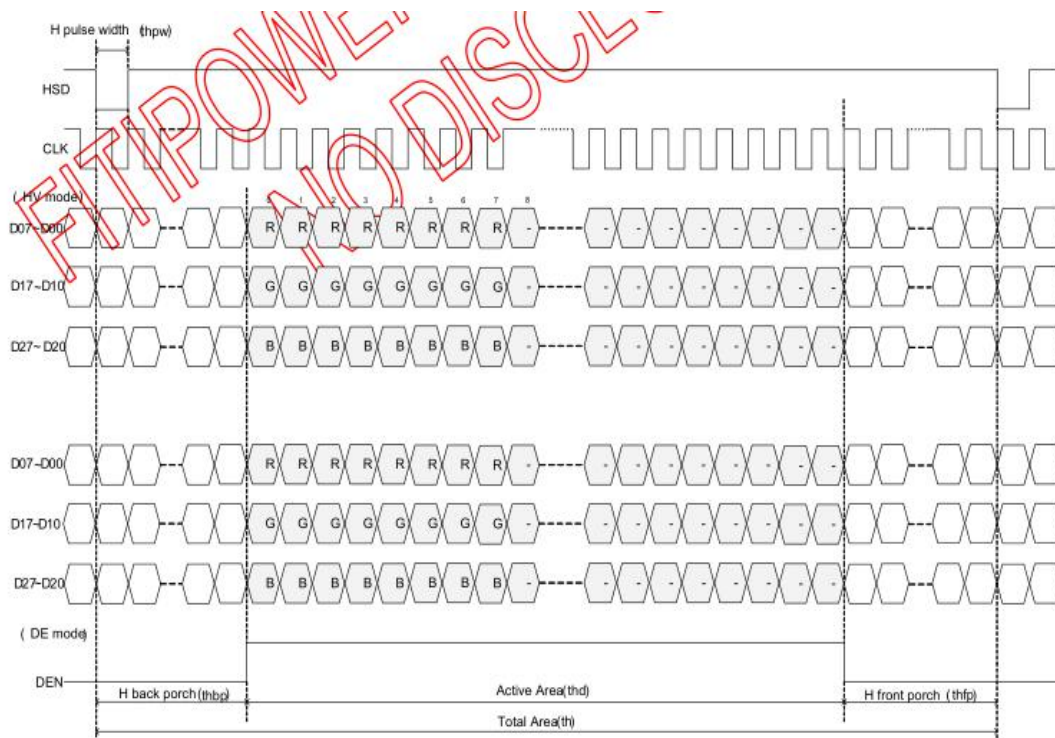 H pulse width (thpw)
HSD
CLK
( HV mode)
0 1 2 3 4 5 6 7 8
D07~D00 R R R R R R R R - - - - - - - - -
D17~D10 G G G G G G G G - - - - - - - - -
D27~ D20 B B B B B B B B - - - - - - - - -
D07~D00 R R R R R R R R - - - - - - - - -
D17~D10 G G G G G G G G - - - - - - - - -
D27~D20 B B B B B B B B - - - - - - - - -
( DE mode)
DEN
H back porch (thbp) Active Area(thd) H front porch (thfp)
Total Area(th)
FITIPOWE
NO DISCL